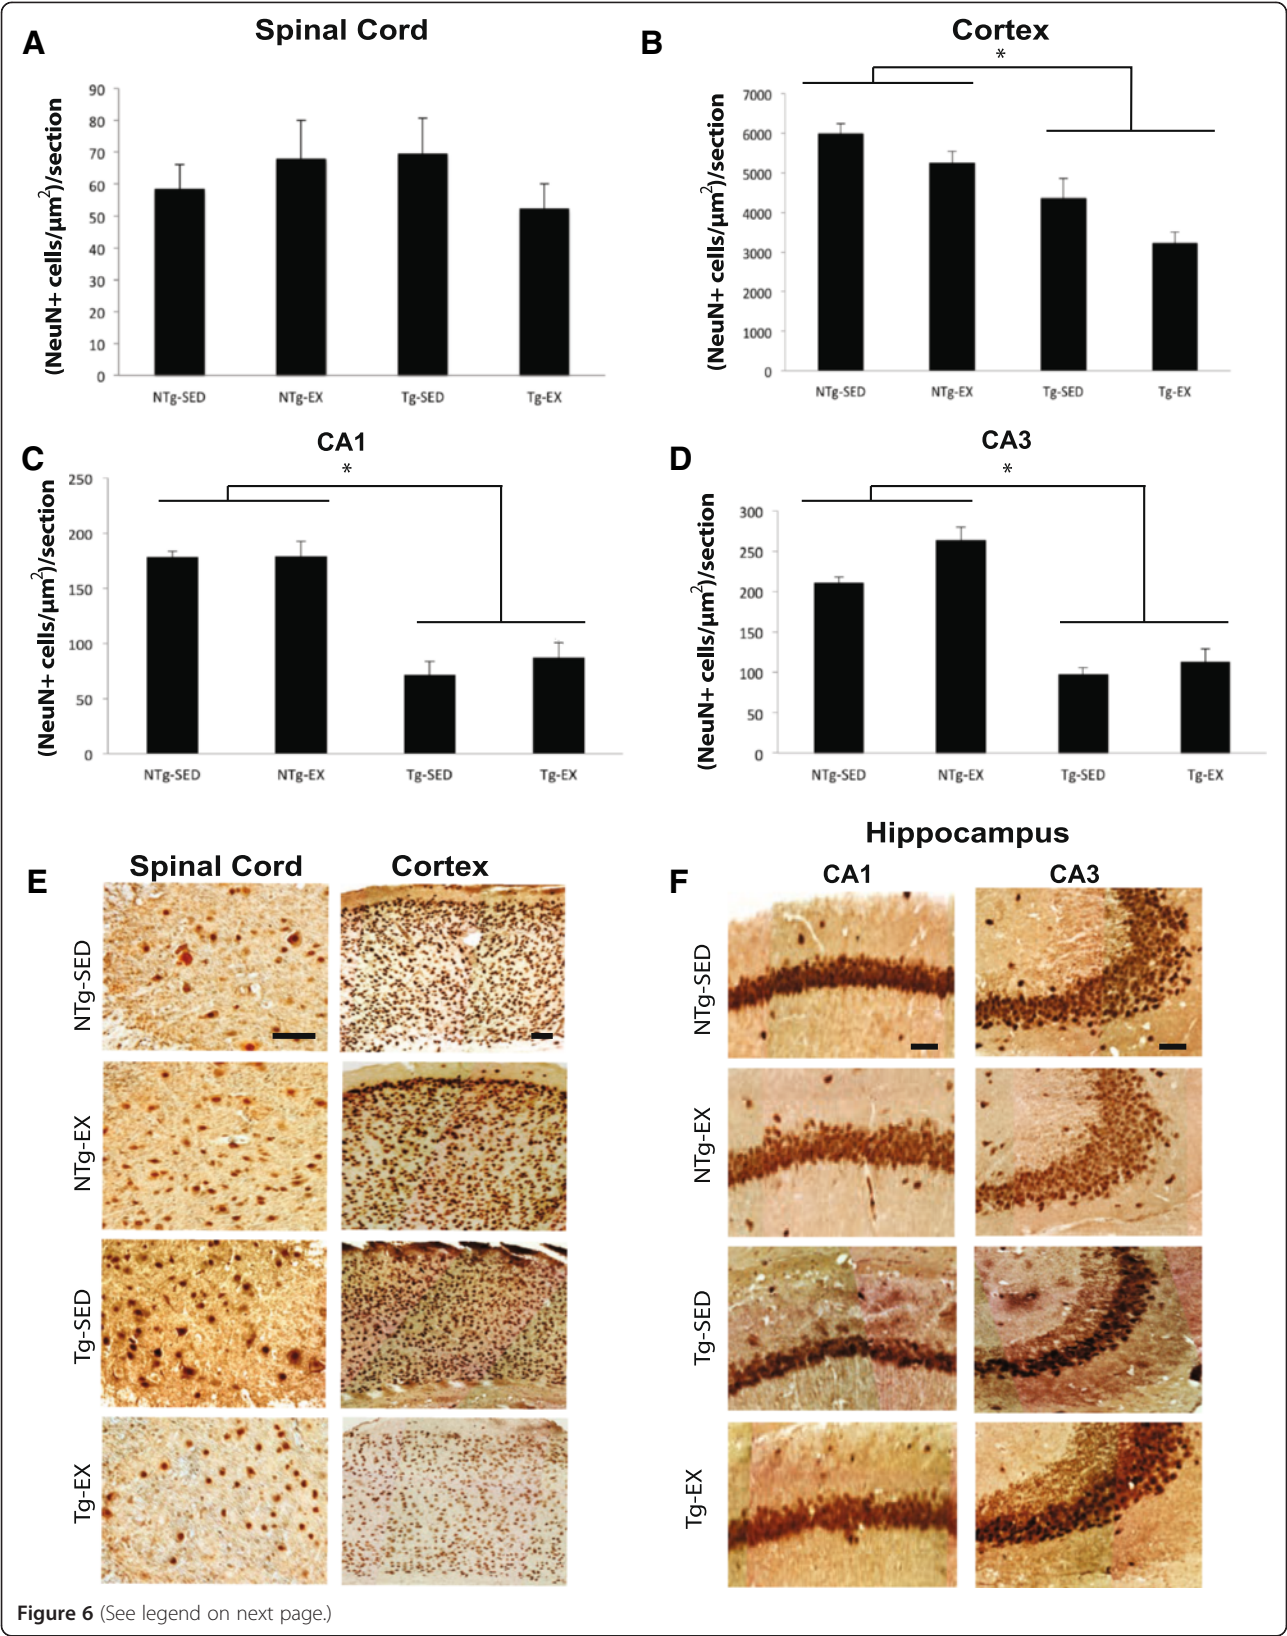 A
Spinal Cord
(NeuN+ cells/µm²)/section
90
80
70
60
50
40
30
20
10
0
NTg-SED NTg-EX Tg-SED Tg-EX
B
Cortex
*
(NeuN+ cells/µm²)/section
7000
6000
5000
4000
3000
2000
1000
0
NTg-SED NTg-EX Tg-SED Tg-EX
C
CA1
*
(NeuN+ cells/µm²)/section
250
200
150
100
50
0
NTg-SED NTg-EX Tg-SED Tg-EX
D
CA3
*
(NeuN+ cells/µm²)/section
300
250
200
150
100
50
0
NTg-SED NTg-EX Tg-SED Tg-EX
E
Spinal Cord Cortex
NTg-SED
NTg-EX
Tg-SED
Tg-EX
Hippocampus
F
CA1 CA3
NTg-SED
NTg-EX
Tg-SED
Tg-EX
Figure 6 (See legend on next page.)